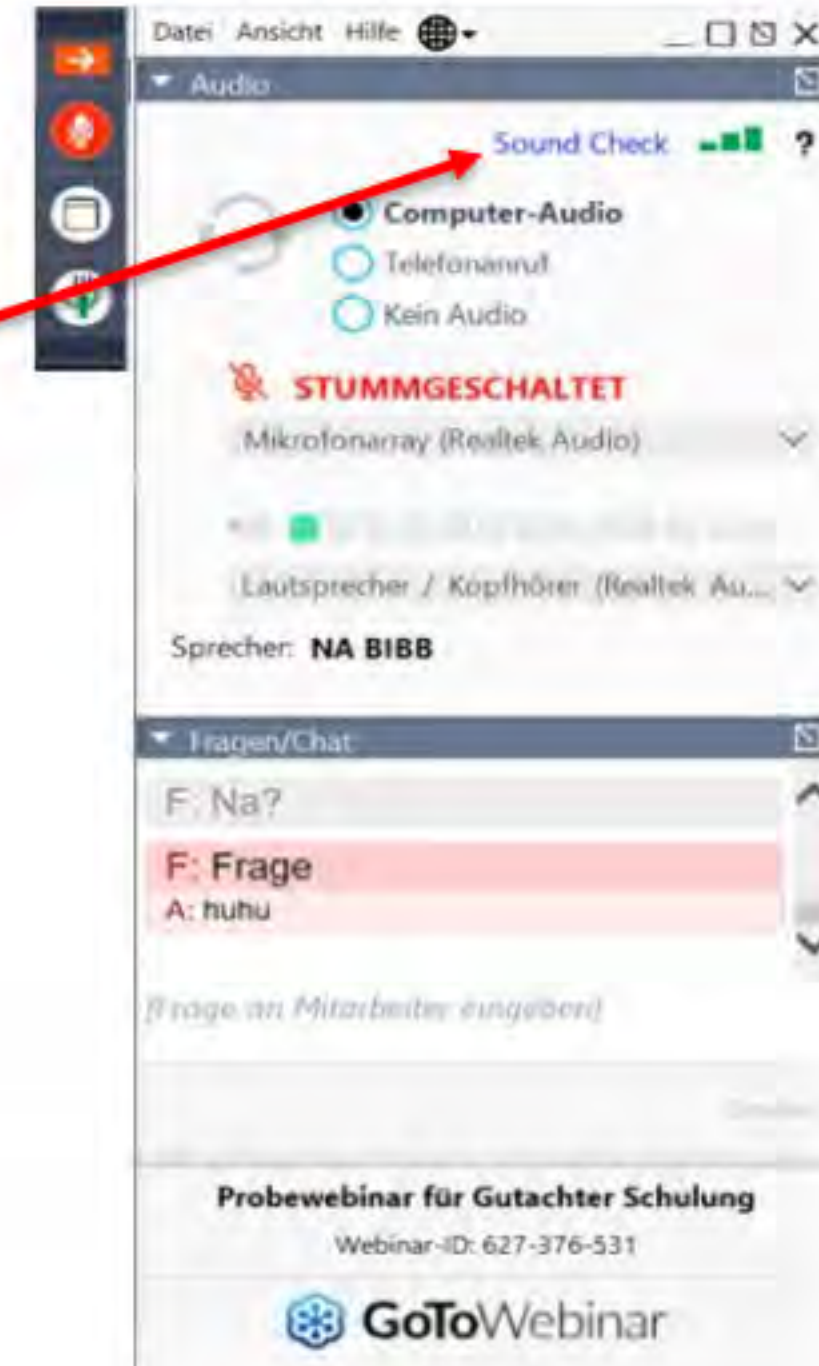 Datei Ansicht Hilfe
Audio
Sound Check ?
Computer-Audio
Telefonanruf
Kein Audio
STUMMGESCHALTET
Mikrofonarray (Realtek Audio)
Lautsprecher / Kopfhörer (Realtek Au...
Sprecher: NA BIBB
Fragen/Chat
F: Na?
F: Frage
A: huhu
[Frage an Mitarbeiter eingeben]
Probewebinar für Gutachter Schulung
Webinar-ID: 627-376-531
GoToWebinar